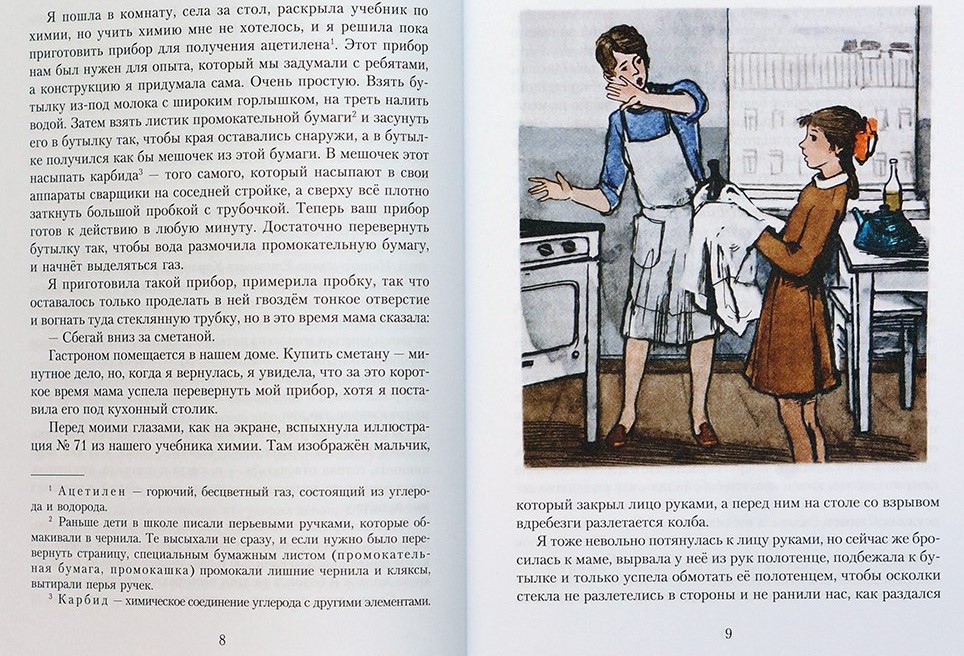 Я пошла в комнату, села за стол, раскрыла учебник по
химии, но учить химию мне не хотелось, и я решила пока
приготовить прибор для получения ацетилена¹. Этот прибор
нам был нужен для опыта, который мы задумали с ребятами,
а конструкцию я придумала сама. Очень простую. Взять бу-
тылку из-под молока с широким горлышком, на треть налить
водой. Затем взять листик промокательной бумаги² и засунуть
его в бутылку так, чтобы края оставались снаружи, а в бутыл-
ке получился как бы мешочек из этой бумаги. В мешочек этот
насыпать карбида³ — того самого, который насыпают в свои
аппараты сварщики на соседней стройке, а сверху всё плотно
заткнуть большой пробкой с трубочкой. Теперь ваш прибор
готов к действию в любую минуту. Достаточно перевернуть
бутылку так, чтобы вода размочила промокательную бумагу,
и начнёт выделяться газ.
Я приготовила такой прибор, примерила пробку, так что
оставалось только проделать в ней гвоздём тонкое отверстие
и вогнать туда стеклянную трубку, но в это время мама сказала:
— Сбегай вниз за сметаной.
Гастроном помещается в нашем доме. Купить сметану — ми-
нутное дело, но, когда я вернулась, я увидела, что за это корот-
кое время мама успела перевернуть мой прибор, хотя я поста-
вила его под кухонный столик.
Перед моими глазами, как на экране, вспыхнула иллюстра-
ция № 71 из нашего учебника химии. Там изображён мальчик,
¹ Ацетилен — горючий, бесцветный газ, состоящий из углеро-
да и водорода.
² Раньше дети в школе писали перьевыми ручками, которые об-
макивали в чернила. Те высыхали не сразу, и если нужно было пе-
ревернуть страницу, специальным бумажным листом (промокатель-
ная бумага, промокашка) промокали лишние чернила и кляксы,
вытирали перья ручек.
³ Карбид — химическое соединение углерода с другими элементами.
8
который закрыл лицо руками, а перед ним на столе со взрывом
вдребезги разлетается колба.
Я тоже невольно потянулась к лицу руками, но сейчас же бро-
силась к маме, вырвала у неё из рук полотенце, подбежала к бу-
тылке и только успела обмотать её полотенцем, чтобы осколки
стекла не разлетелись в стороны и не ранили нас, как раздался
9